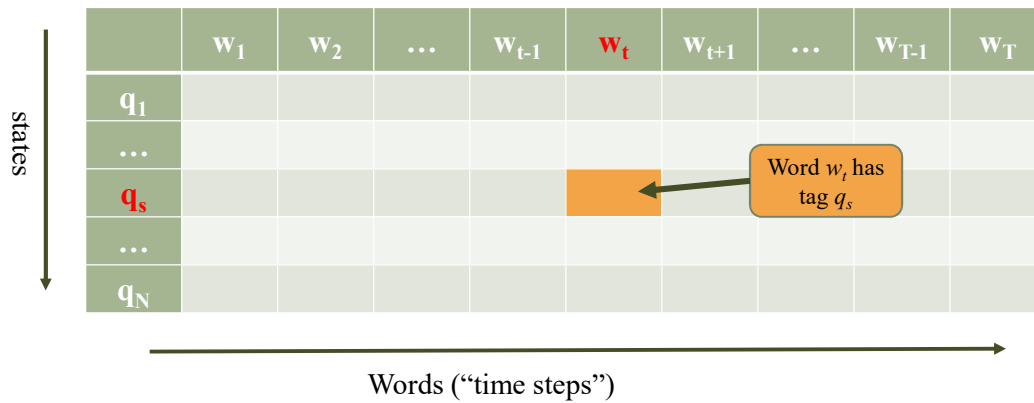 w1 w2 … wt-1 wt wt+1 … wT-1 wT
q1
…
qs
…
qN
states
Word wt has
tag qs
Words (“time steps”)